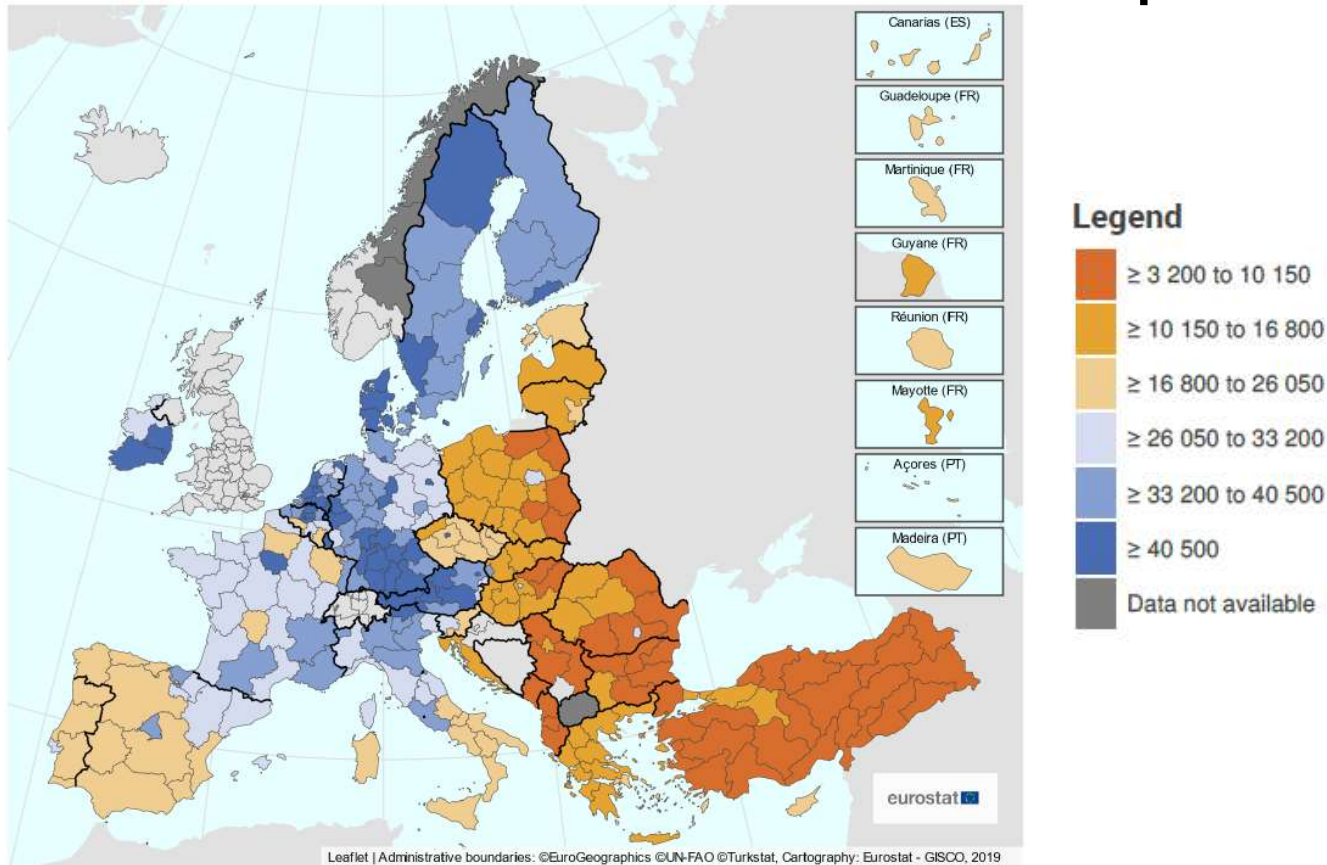 Canarias (ES)
Guadeloupe (FR)
Martinique (FR)
Guyane (FR)
Réunion (FR)
Mayotte (FR)
Açores (PT)
Madeira (PT)
eurostat
Leaflet | Administrative boundaries: ©EuroGeographics ©UN-FAO ©Turkstat, Cartography: Eurostat - GISCO, 2019
Legend
≥ 3 200 to 10 150
≥ 10 150 to 16 800
≥ 16 800 to 26 050
≥ 26 050 to 33 200
≥ 33 200 to 40 500
≥ 40 500
Data not available